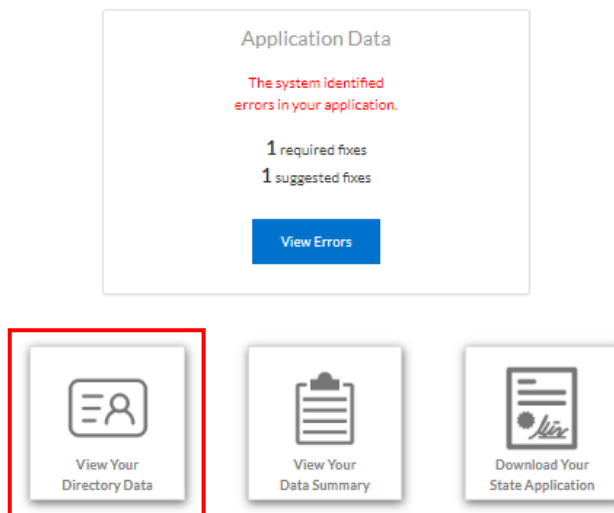 Application Data
The system identified
errors in your application.
1 required fixes
1 suggested fixes
View Errors
View Your
Directory Data
View Your
Data Summary
Download Your
State Application